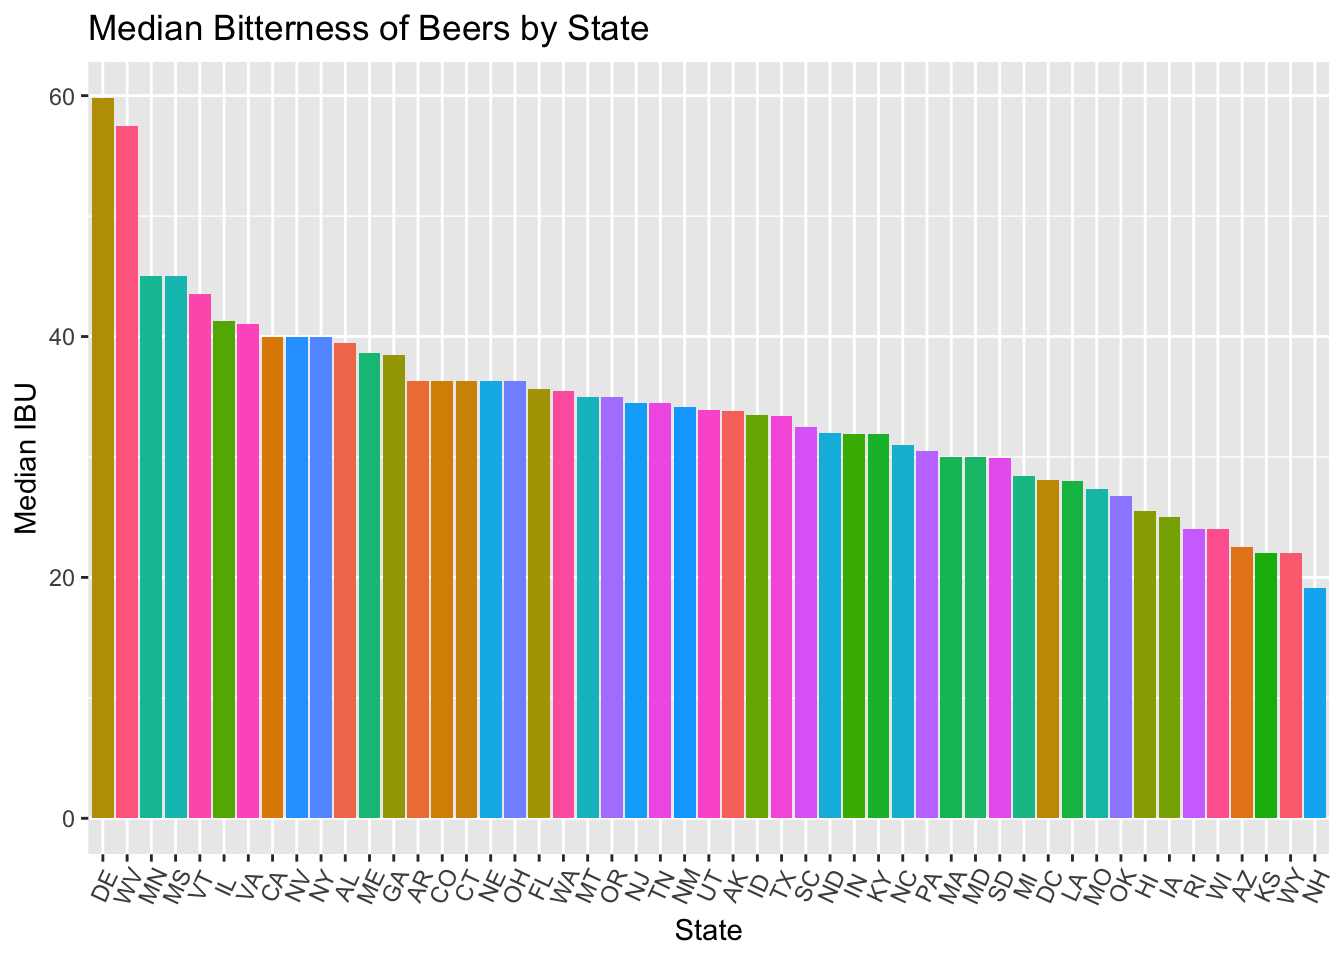 Median Bitterness of Beers by State
Median IBU
60
40
20
0
DE WV MN MS VT IL VA CA NV NY AL ME GA AR CO CT NE OH FL WA MT OR NJ TN NM UT AK ID TX SC ND IN KY NC PA MA MD SD MI DC LA MO OK HI IA RI WI AZ KS WY NH
State